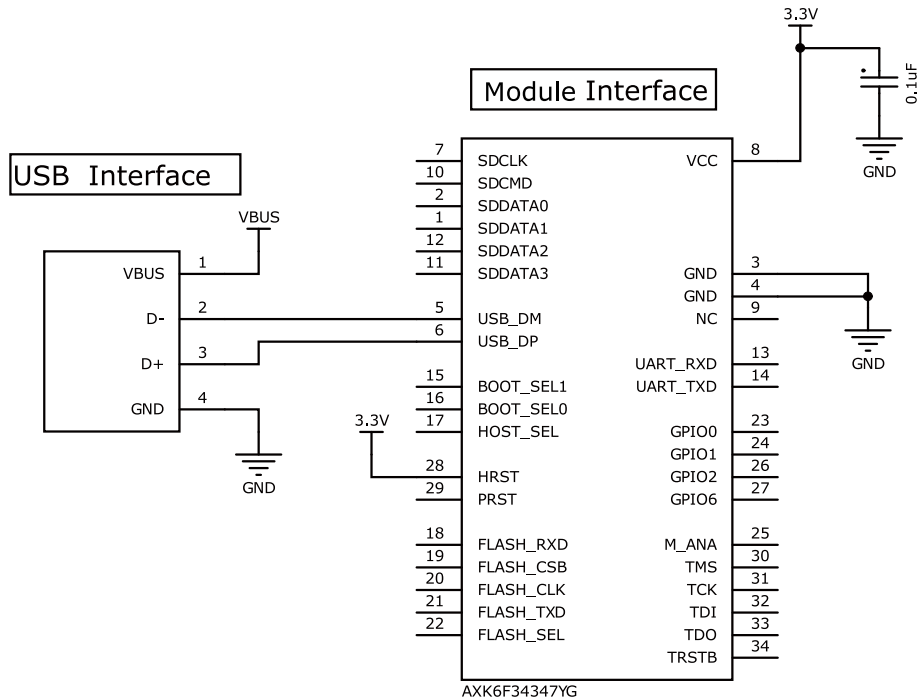 3.3V
0.1uF
GND
Module Interface
USB Interface
VBUS
VBUS 1
D- 2
D+ 3
GND 4
GND
3.3V
7 SDCLK
10 SDCMD
2 SDDATA0
1 SDDATA1
12 SDDATA2
11 SDDATA3
5 USB_DM
6 USB_DP
15 BOOT_SEL1
16 BOOT_SEL0
17 HOST_SEL
28 HRST
29 PRST
18 FLASH_RXD
19 FLASH_CSB
20 FLASH_CLK
21 FLASH_TXD
22 FLASH_SEL
VCC 8
GND 3
GND 4
NC 9
UART_RXD 13
UART_TXD 14
GPIO0 23
GPIO1 24
GPIO2 26
GPIO6 27
M_ANA 25
TMS 30
TCK 31
TDI 32
TDO 33
TRSTB 34
GND
AXK6F34347YG